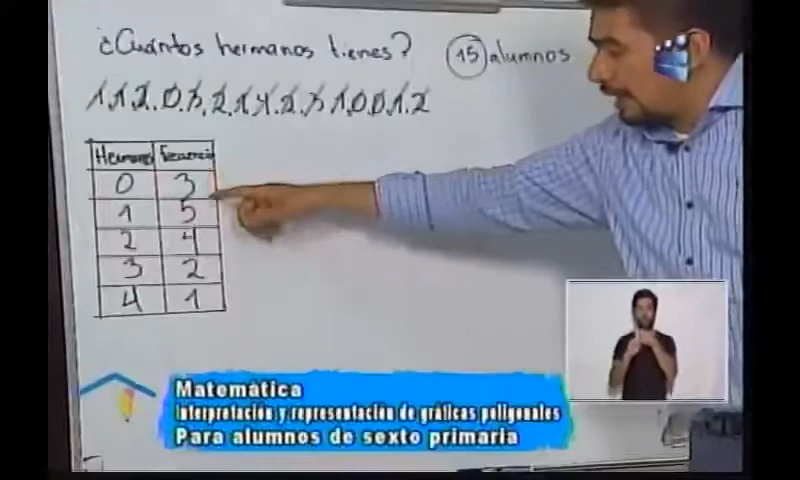 ¿Cuántos hermanos tienes?
15 alumnos
1.1.2.0.3.2.1.4.2.3.1.0.0.1.2
Hermanos Frecuencia
0 3
1 5
2 4
3 2
4 1
Matemática
Interpretación y representación de gráficas poligonales
Para alumnos de sexto primaria